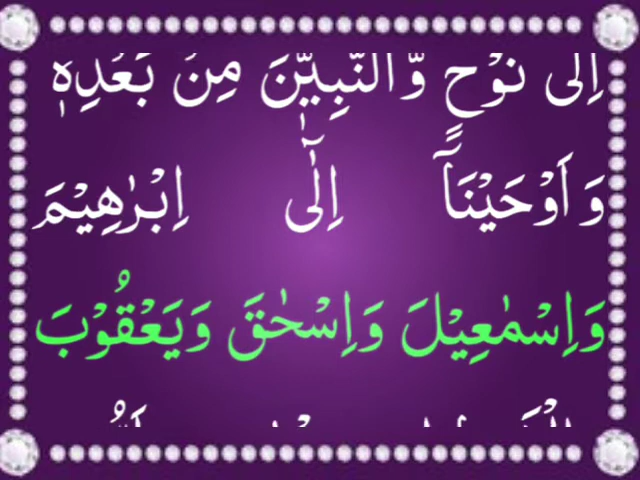 اِلٰى نُوْحٍ وَّالنَّبِيّٖنَ مِنْۢ بَعْدِهٖ
وَاَوْحَيْنَاۤ اِلٰۤى اِبْرٰهِيْمَ
وَاِسْمٰعِيْلَ وَاِسْحٰقَ وَيَعْقُوْبَ